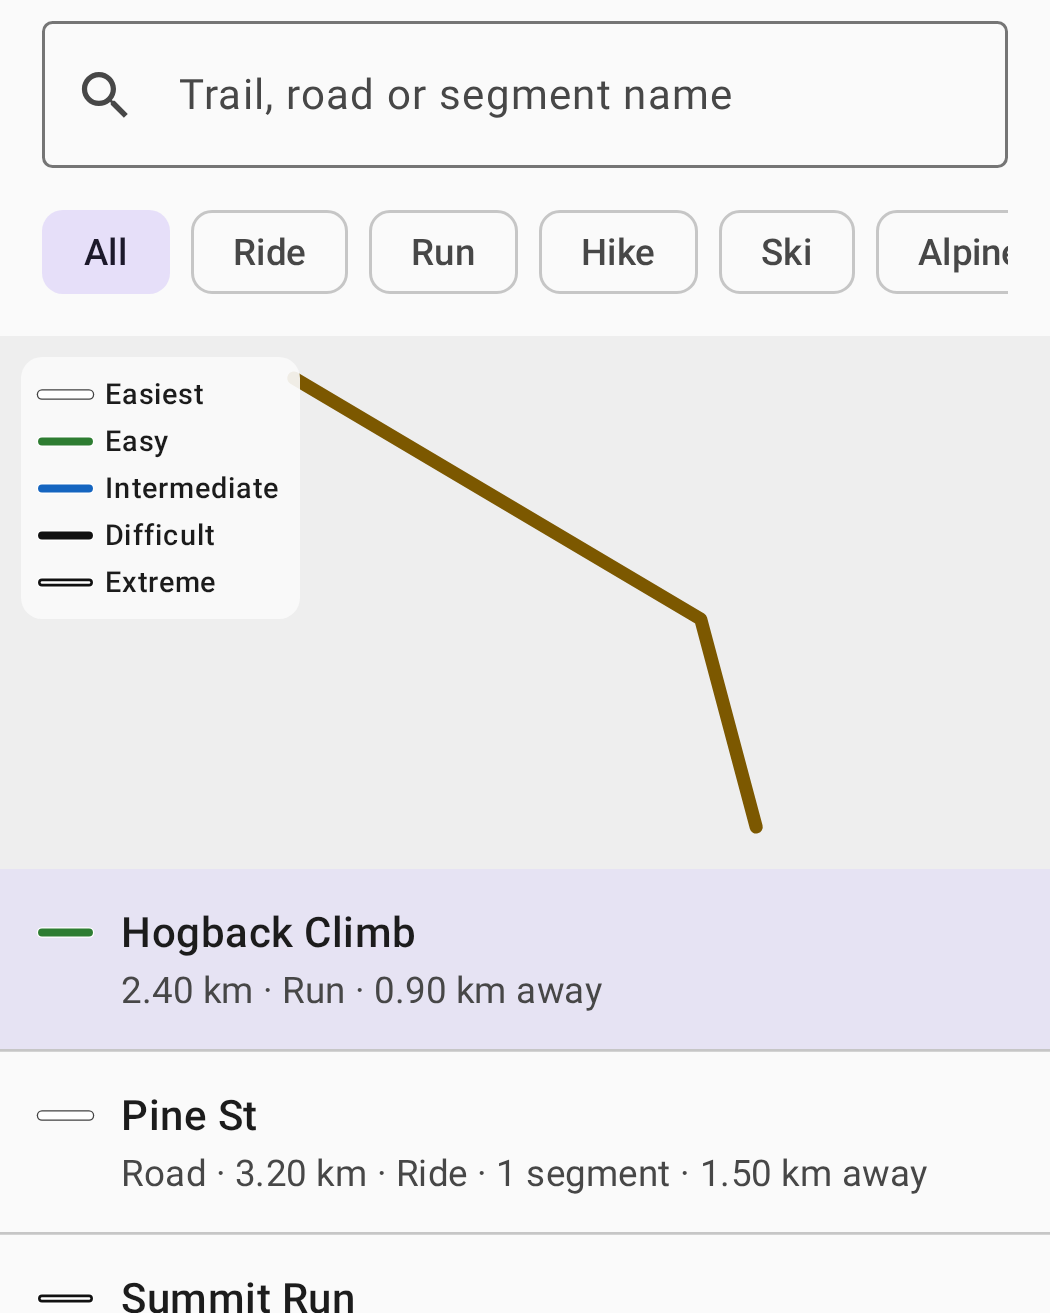 Trail, road or segment name
All Ride Run Hike Ski Alpine
Easiest
Easy
Intermediate
Difficult
Extreme
Hogback Climb
2.40 km · Run · 0.90 km away
Pine St
Road · 3.20 km · Ride · 1 segment · 1.50 km away
Summit Run